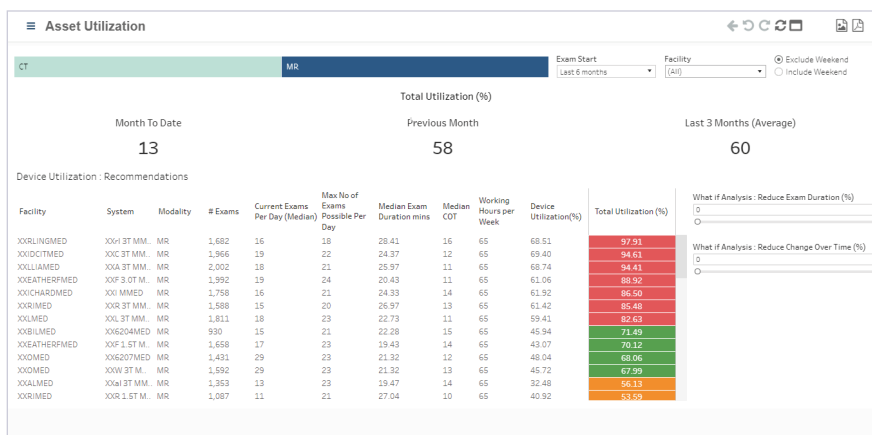 ≡ Asset Utilization
CT MR
Exam Start Facility
Last 6 months (All)
Exclude Weekend
Include Weekend
Total Utilization (%)
Month To Date Previous Month Last 3 Months (Average)
13 58 60
Device Utilization : Recommendations
Facility System Modality # Exams Current Exams Per Day (Median) Max No of Exams Possible Per Day Median Exam Duration mins Median COT Working Hours per Week Device Utilization(%) Total Utilization (%)
XXRLINGMED XXrl 3T MM.. MR 1,682 16 18 28.41 16 65 68.51 97.91
XXIDCITMED XXC 3T MM.. MR 1,966 19 22 24.37 12 65 69.40 94.61
XXLLIAMED XXA 3T MM.. MR 2,002 18 21 25.97 11 65 68.74 94.41
XXEATHERFMED XXF 3.0T M.. MR 1,992 19 24 20.43 11 65 61.06 88.92
XXICHARDMED XXI MMED MR 1,758 16 21 24.33 14 65 61.92 86.50
XXRIMED XXR 3T MM.. MR 1,588 15 20 26.97 13 65 61.42 85.48
XXLMED XXL 3T MM.. MR 1,811 18 23 22.73 11 65 59.41 82.63
XXBILMED XX6204MED MR 930 15 21 22.28 15 65 45.94 71.49
XXEATHERFMED XXF 1.5T M.. MR 1,658 17 23 19.43 14 65 43.07 70.12
XXOMED XX6207MED MR 1,431 29 23 21.32 12 65 48.04 68.06
XXOMED XXW 3T M.. MR 1,592 29 23 21.32 13 65 45.72 67.99
XXALMED XXal 3T MM.. MR 1,353 13 23 19.47 14 65 32.48 56.13
XXRIMED XXR 1.5T M.. MR 1,087 11 21 27.04 10 65 40.92 53.59
What if Analysis : Reduce Exam Duration (%)
0
What if Analysis : Reduce Change Over Time (%)
0